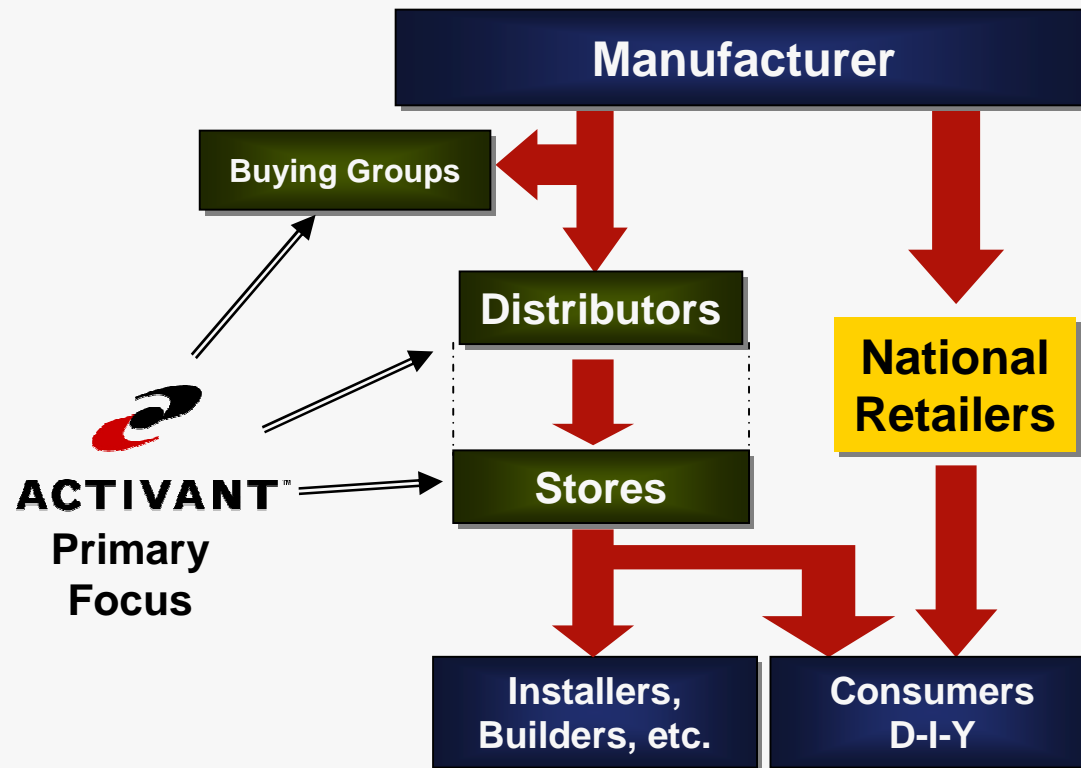 Manufacturer
Buying Groups
Distributors
National
Retailers
ACTIVANT™
Primary
Focus
Stores
Installers,
Builders, etc.
Consumers
D-I-Y